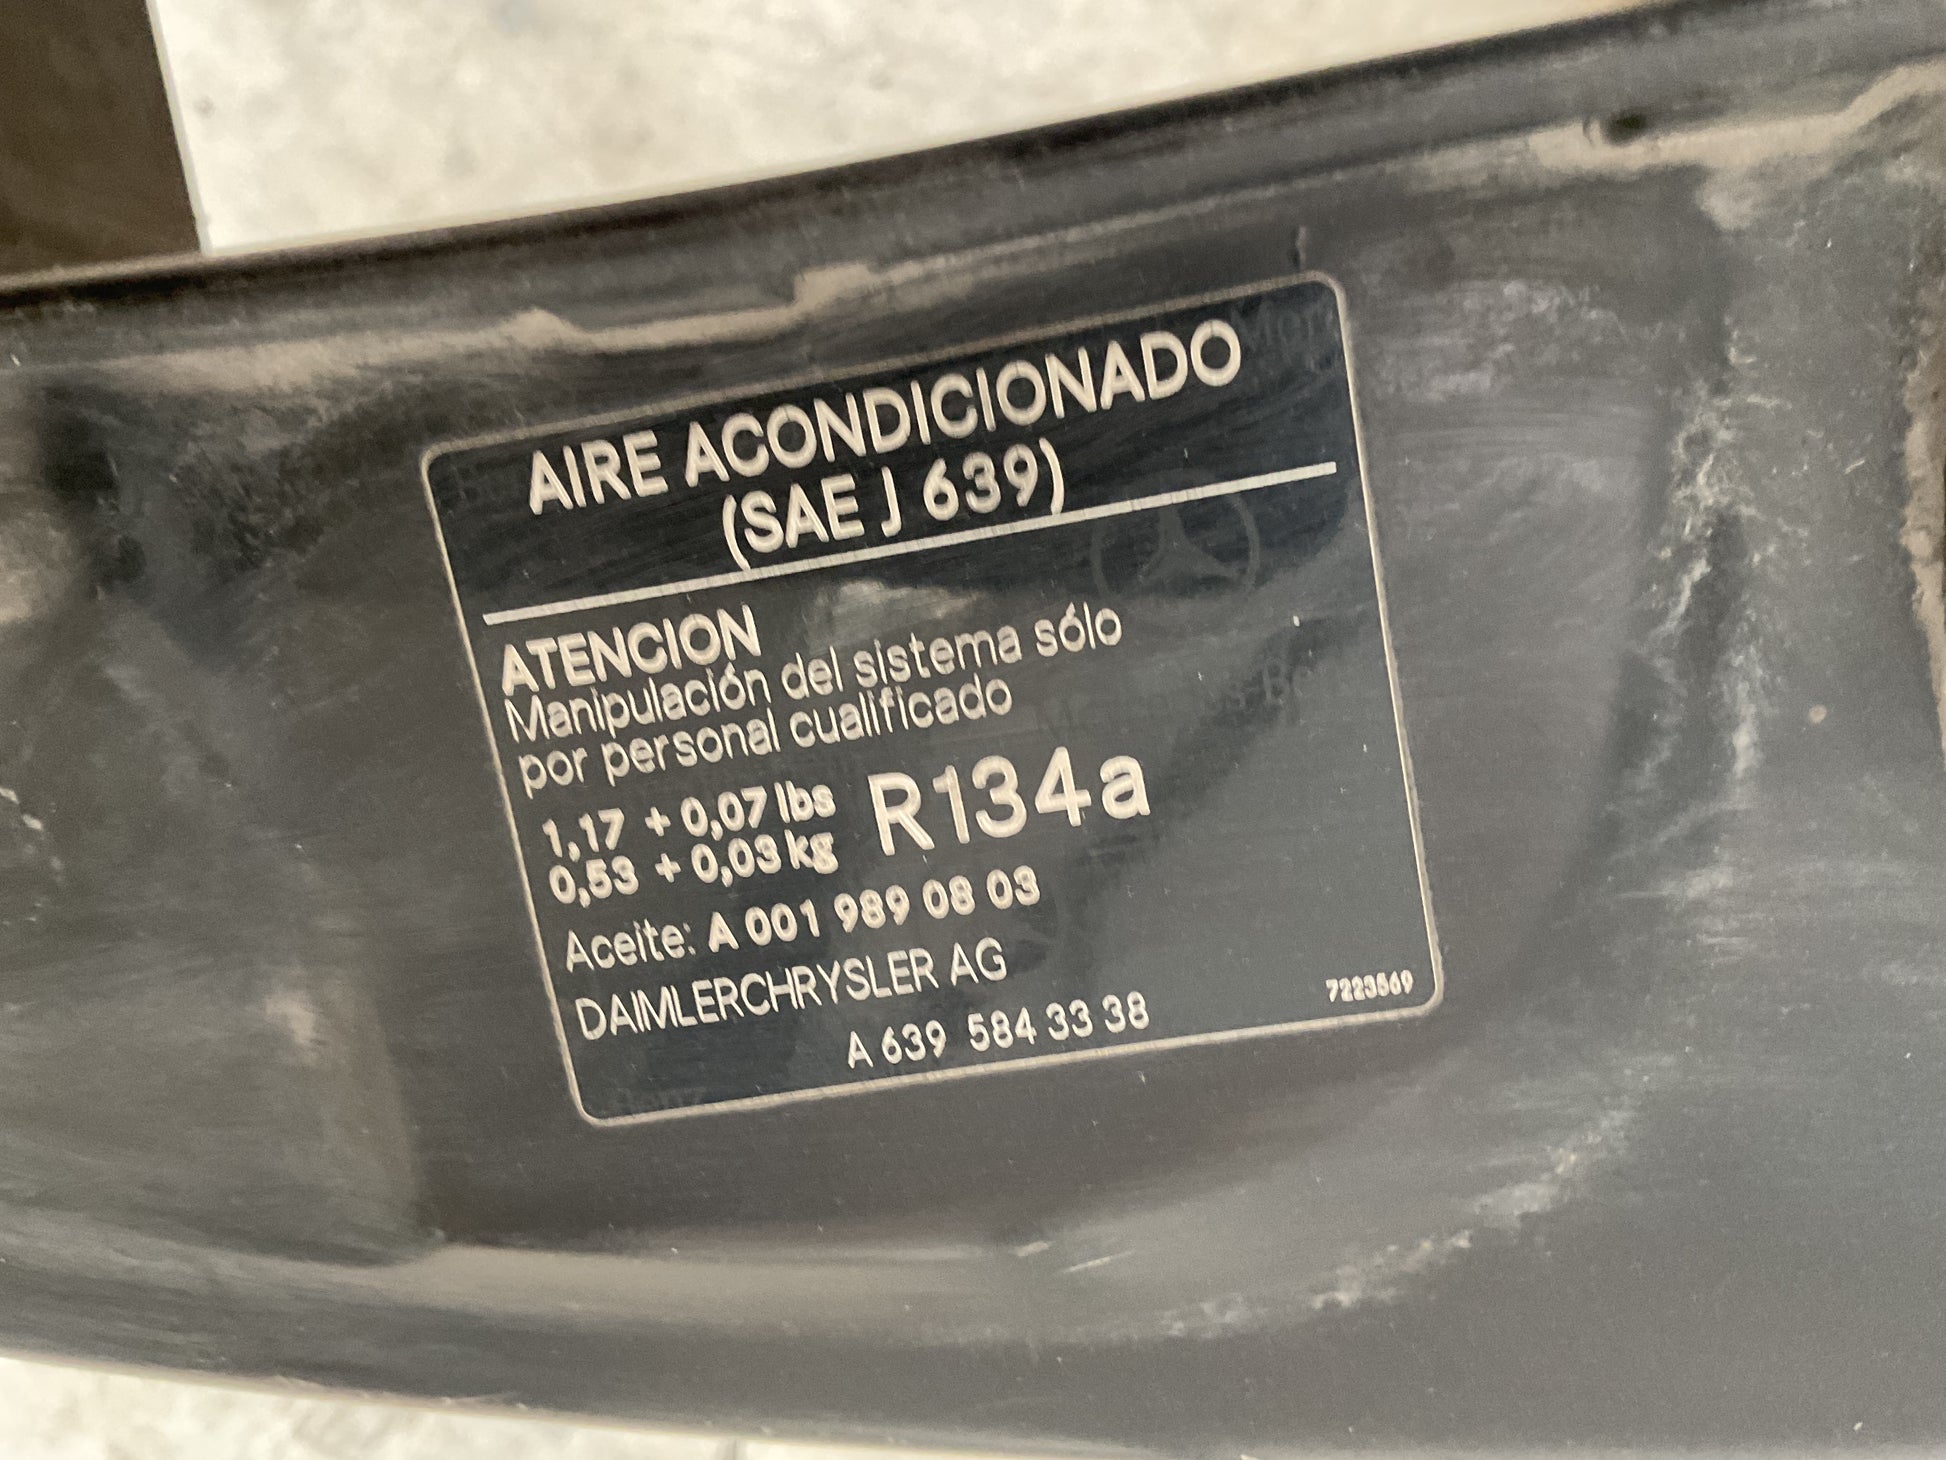 AIRE ACONDICIONADO
(SAE J 639)
ATENCION
Manipulación del sistema sólo
por personal cualificado
1,17 + 0,07 lbs
0,53 + 0,03 kg
R134a
Aceite: A 001 989 08 03
DAIMLERCHRYSLER AG
A 639 584 33 38
7223569